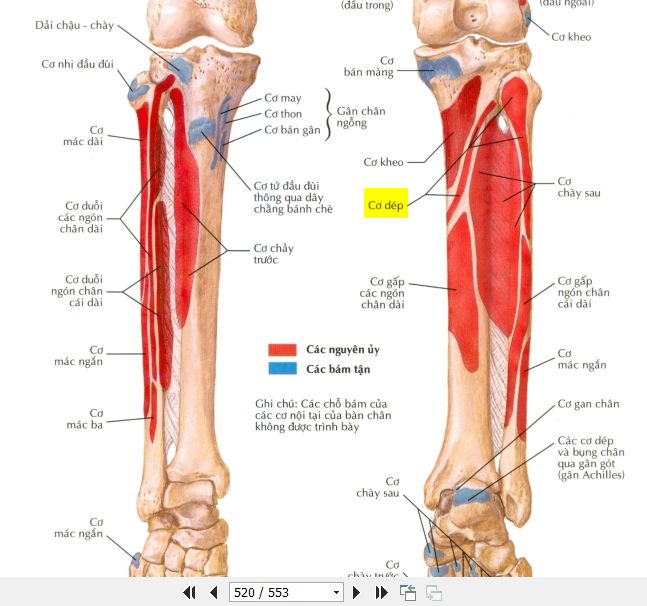 (đầu trong)
(đầu ngoài)
Dải chậu - chày
Cơ nhị đầu đùi
Cơ
mác dài
Cơ duỗi
các ngón
chân dài
Cơ duỗi
ngón chân
cái dài
Cơ
mác ngắn
Cơ
mác ba
Cơ
mác ngắn
Cơ may
Cơ thon
Cơ bán gân
Gân chân
ngỗng
Cơ tứ đầu đùi
thông qua dây
chằng bánh chè
Cơ chảy
trước
Các nguyên ủy
Các bám tận
Ghi chú: Các chỗ bám của
các cơ nội tại của bàn chân
không được trình bày
Cơ
bán màng
Cơ kheo
Cơ dép
Cơ gấp
các ngón
chân dài
Cơ
chày sau
Cơ
chày trước
Cơ kheo
Cơ
chày sau
Cơ gấp
ngón chân
cái dài
Cơ
mác ngắn
Cơ gan chân
Các cơ dép
và bụng chân
qua gân gót
(gân Achilles)
520 / 553